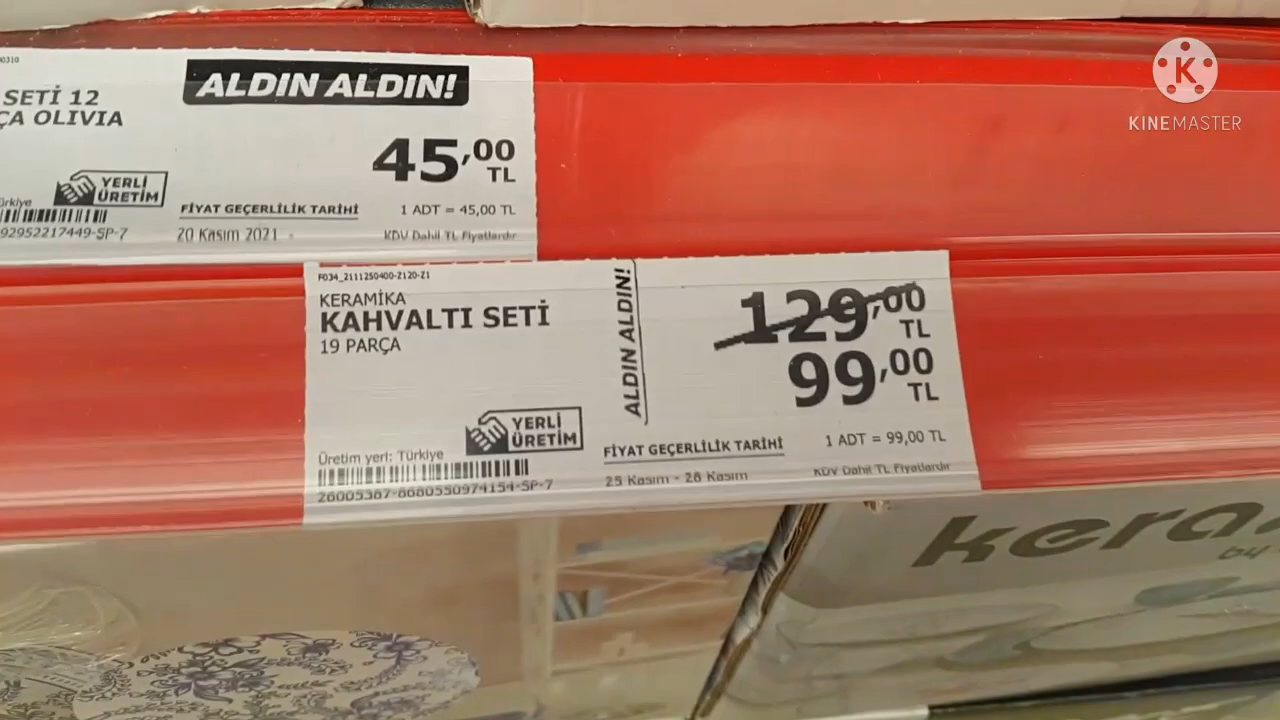 ALDIN ALDIN!
SETİ 12
ÇA OLIVIA
45,00 TL
YERLİ ÜRETİM
FİYAT GEÇERLİLİK TARİHİ
1 ADT = 45,00 TL
92952217449-SP-7
20 Kasım 2021 -
KDV Dahil TL Fiyatlardır
F034_2111250400-Z120-Z1
KERAMİKA
KAHVALTI SETİ
19 PARÇA
ALDIN ALDIN!
129,00 TL
99,00 TL
YERLİ ÜRETİM
Üretim yeri: Türkiye
FİYAT GEÇERLİLİK TARİHİ
1 ADT = 99,00 TL
26005387-8680550974154-SP-7
25 Kasım - 28 Kasım
KDV Dahil TL Fiyatlardır
kera
by
K
KINEMASTER